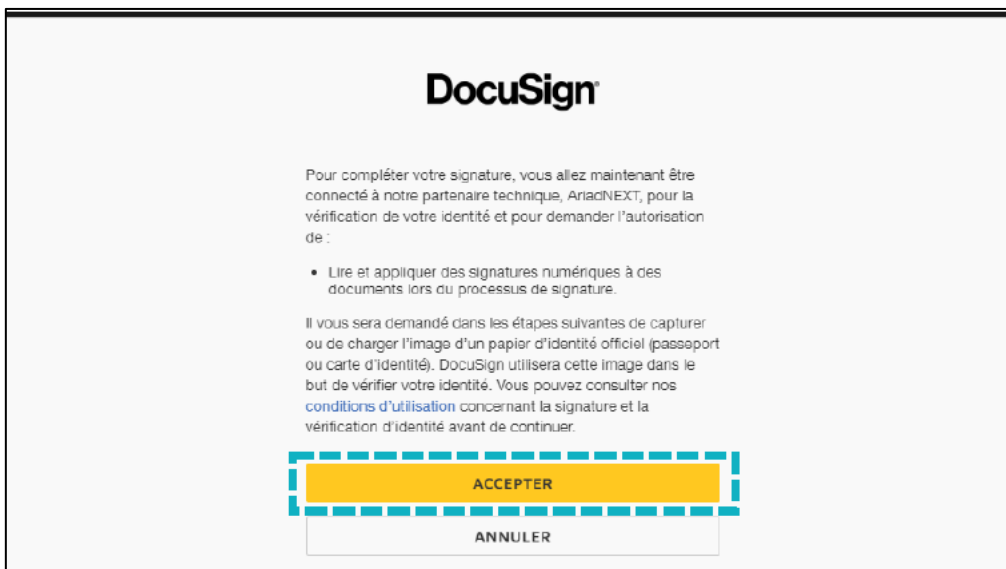 DocuSign
Pour compléter votre signature, vous allez maintenant être
connecté à notre partenaire technique, AriadNEXT, pour la
vérification de votre identité et pour demander l'autorisation
de :
• Lire et appliquer des signatures numériques à des
documents lors du processus de signature.
Il vous sera demandé dans les étapes suivantes de capturer
ou de charger l'image d'un papier d'identité officiel (passeport
ou carte d'identité). DocuSign utilisera cette image dans le
but de vérifier votre identité. Vous pouvez consulter nos
conditions d'utilisation concernant la signature et la
vérification d'identité avant de continuer.
ACCEPTER
ANNULER